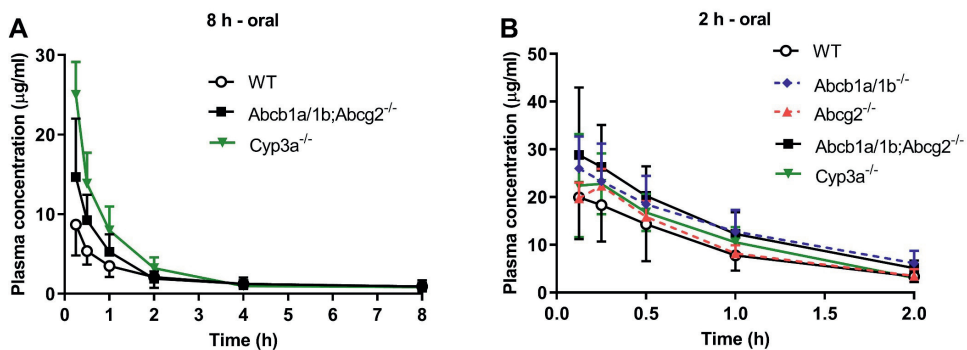 A
8 h - oral
Plasma concentration (µg/ml)
30
20
10
0
WT
Abcb1a/1b;Abcg2-/-
Cyp3a-/-
0 1 2 3 4 5 6 7 8
Time (h)
B
2 h - oral
Plasma concentration (µg/ml)
50
40
30
20
10
0
WT
Abcb1a/1b-/-
Abcg2-/-
Abcb1a/1b;Abcg2-/-
Cyp3a-/-
0.0 0.5 1.0 1.5 2.0
Time (h)